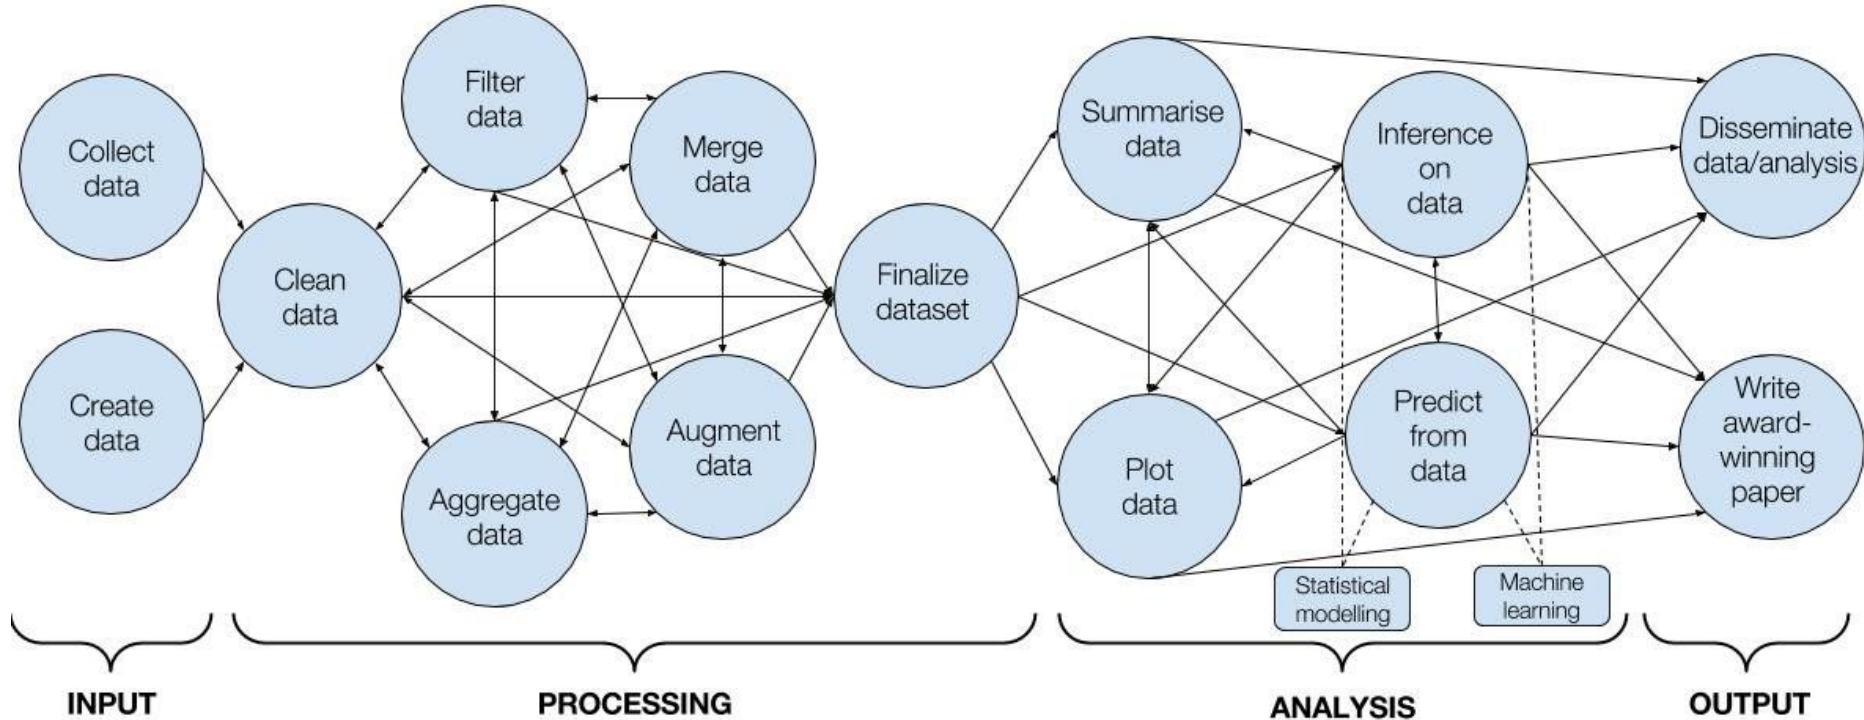 Collect
data
Create
data
Clean
data
Filter
data
Merge
data
Aggregate
data
Augment
data
Finalize
dataset
Summarise
data
Plot
data
Inference
on
data
Predict
from
data
Statistical
modelling
Machine
learning
Disseminate
data/analysis
Write
award-
winning
paper
INPUT
PROCESSING
ANALYSIS
OUTPUT